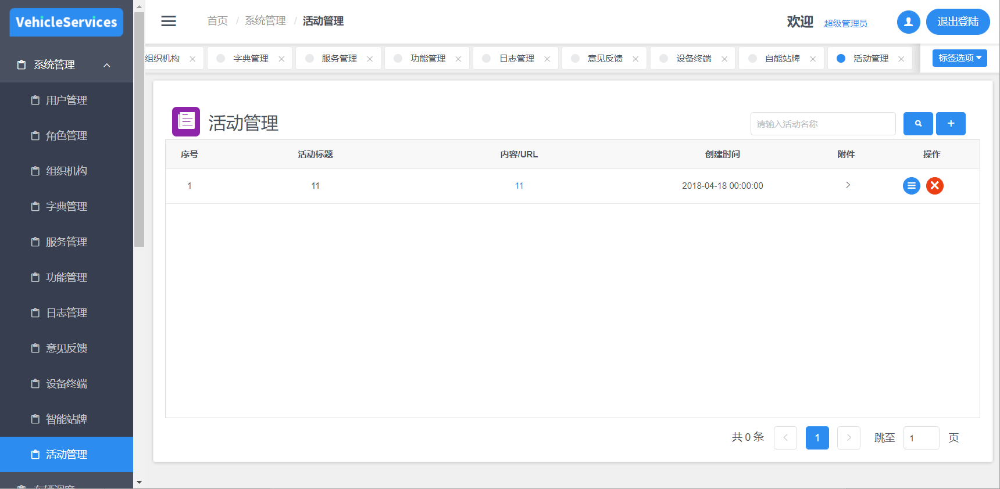 VehicleServices
首页 / 系统管理 / 活动管理
欢迎 超级管理员
退出登陆
组织机构 字典管理 服务管理 功能管理 日志管理 意见反馈 设备终端 自能站牌 活动管理 标签选项
系统管理
用户管理
角色管理
组织机构
字典管理
服务管理
功能管理
日志管理
意见反馈
设备终端
智能站牌
活动管理
活动管理
请输入活动名称
序号 活动标题 内容/URL 创建时间 附件 操作
1 11 11 2018-04-18 00:00:00
共 0 条 1 跳至 1 页